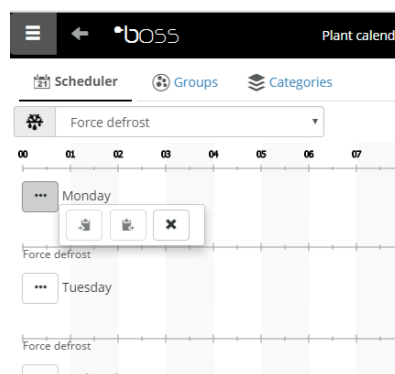 boss
Plant calend
21 Scheduler Groups Categories
Force defrost
00 01 02 03 04 05 06 07
Monday
Force defrost
Tuesday
Force defrost